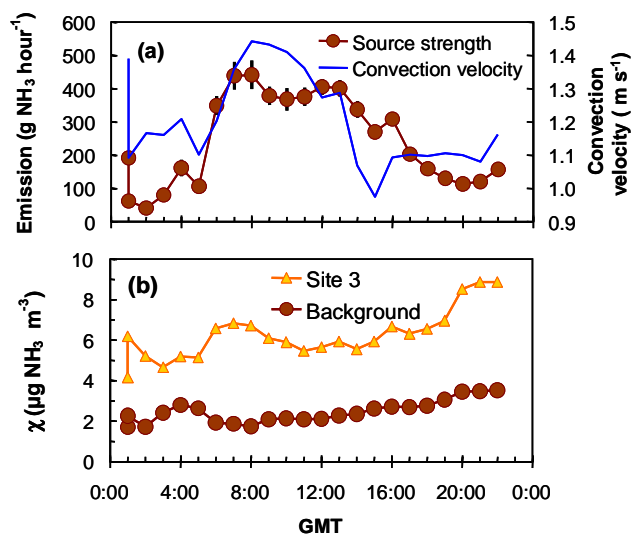 Emission (g NH₃ hour⁻¹)
600
500
400
300
200
100
0
(a)
Source strength
Convection velocity
1.5
1.4
1.3
1.2
1.1
1.0
0.9
Convection
velocity ( m s⁻¹)
χ (µg NH₃ m⁻³)
10
8
6
4
2
0
(b)
Site 3
Background
0:00 4:00 8:00 12:00 16:00 20:00 0:00
GMT